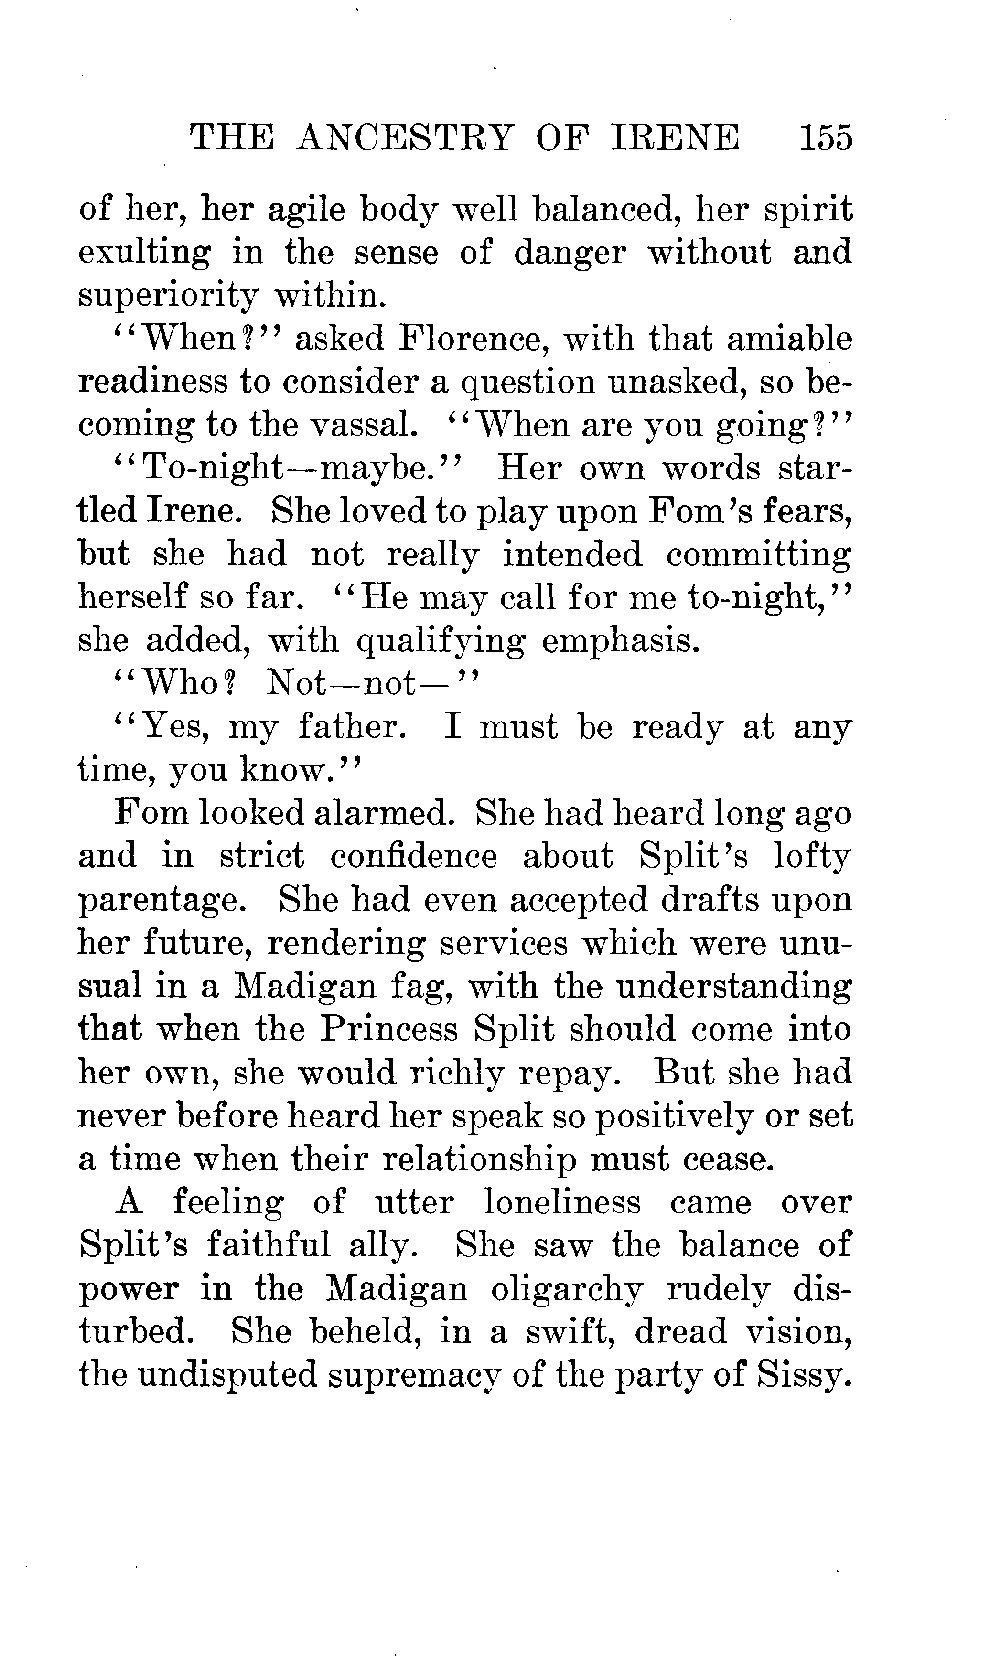 THE ANCESTRY OF IRENE 155
of her, her agile body well balanced, her spirit
exulting in the sense of danger without and
superiority within.
"When?" asked Florence, with that amiable
readiness to consider a question unasked, so be-
coming to the vassal. "When are you going?"
"To-night—maybe." Her own words star-
tled Irene. She loved to play upon Fom's fears,
but she had not really intended committing
herself so far. "He may call for me to-night,"
she added, with qualifying emphasis.
"Who? Not—not—"
"Yes, my father. I must be ready at any
time, you know."
Fom looked alarmed. She had heard long ago
and in strict confidence about Split's lofty
parentage. She had even accepted drafts upon
her future, rendering services which were unu-
sual in a Madigan fag, with the understanding
that when the Princess Split should come into
her own, she would richly repay. But she had
never before heard her speak so positively or set
a time when their relationship must cease.
A feeling of utter loneliness came over
Split's faithful ally. She saw the balance of
power in the Madigan oligarchy rudely dis-
turbed. She beheld, in a swift, dread vision,
the undisputed supremacy of the party of Sissy.